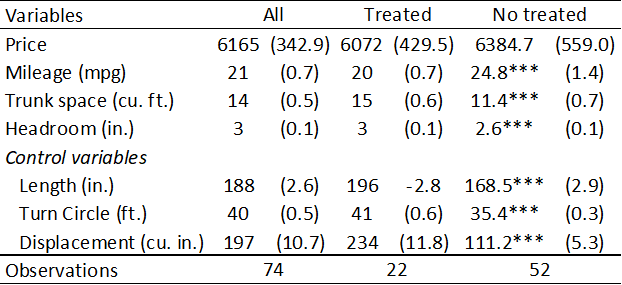 Variables All Treated No treated
Price 6165 (342.9) 6072 (429.5) 6384.7 (559.0)
Mileage (mpg) 21 (0.7) 20 (0.7) 24.8*** (1.4)
Trunk space (cu. ft.) 14 (0.5) 15 (0.6) 11.4*** (0.7)
Headroom (in.) 3 (0.1) 3 (0.1) 2.6*** (0.1)
Control variables
Length (in.) 188 (2.6) 196 -2.8 168.5*** (2.9)
Turn Circle (ft.) 40 (0.5) 41 (0.6) 35.4*** (0.3)
Displacement (cu. in.) 197 (10.7) 234 (11.8) 111.2*** (5.3)
Observations 74 22 52